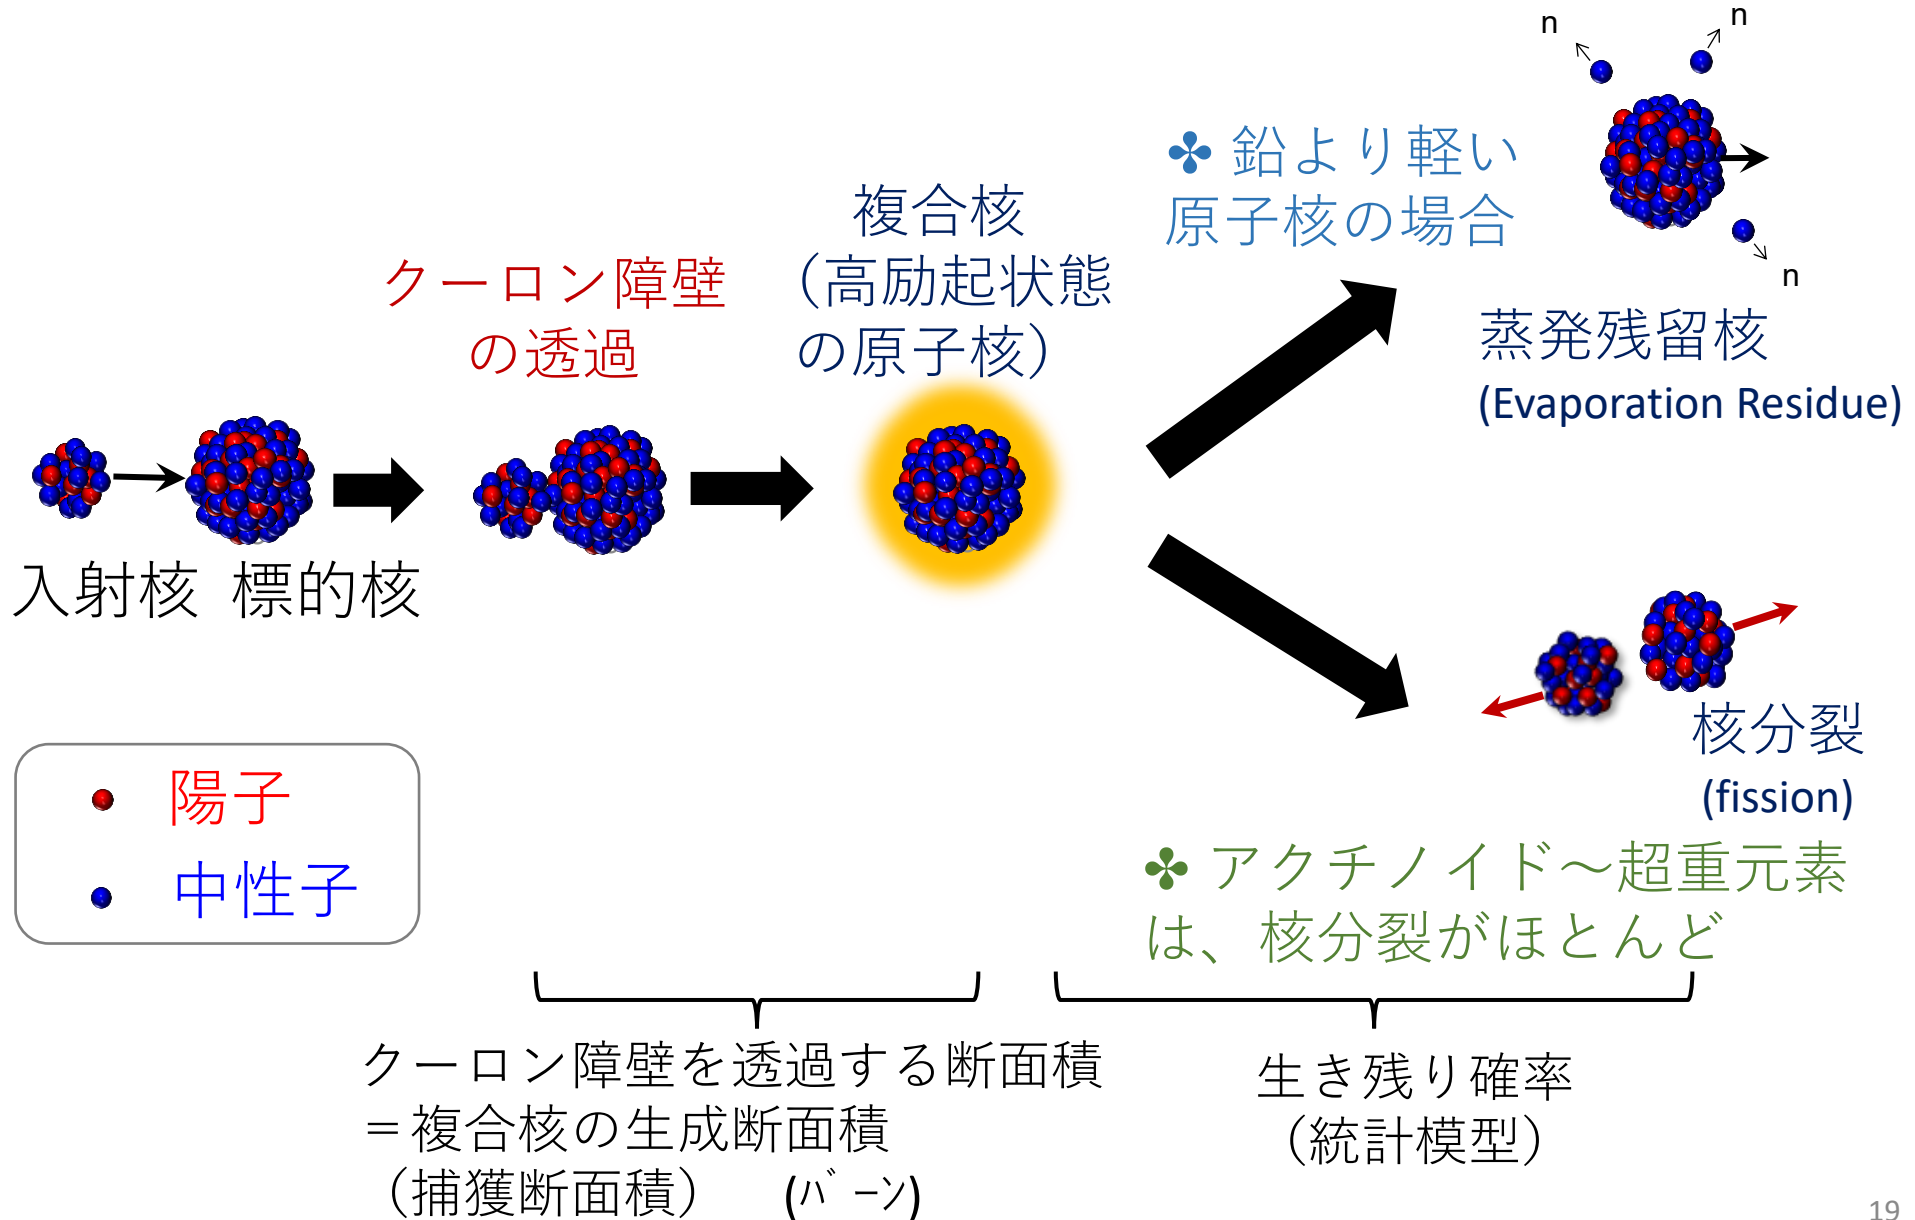 n
n
✤ 鉛より軽い
原子核の場合
n
蒸発残留核
(Evaporation Residue)
複合核
（高励起状態
の原子核）
クーロン障壁
の透過
入射核 標的核
陽子
中性子
核分裂
(fission)
✤ アクチノイド～超重元素
は、核分裂がほとんど
クーロン障壁を透過する断面積
＝複合核の生成断面積
（捕獲断面積） (ﾊﾞｰﾝ)
生き残り確率
（統計模型）
19